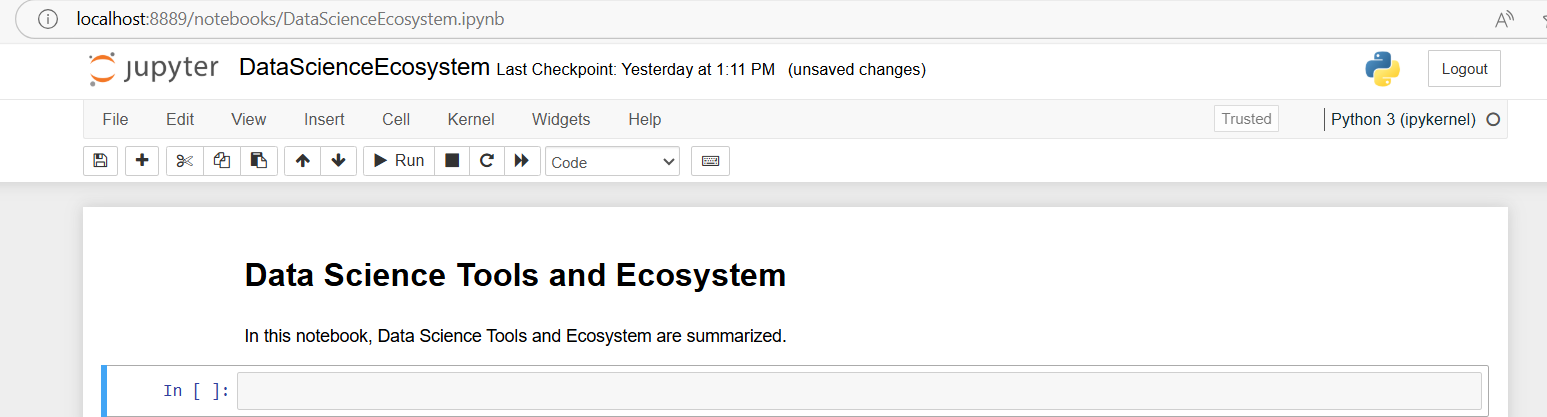 localhost:8889/notebooks/DataScienceEcosystem.ipynb
jupyter DataScienceEcosystem Last Checkpoint: Yesterday at 1:11 PM (unsaved changes) Logout
File Edit View Insert Cell Kernel Widgets Help Trusted Python 3 (ipykernel)
Run Code
Data Science Tools and Ecosystem
In this notebook, Data Science Tools and Ecosystem are summarized.
In [ ]: